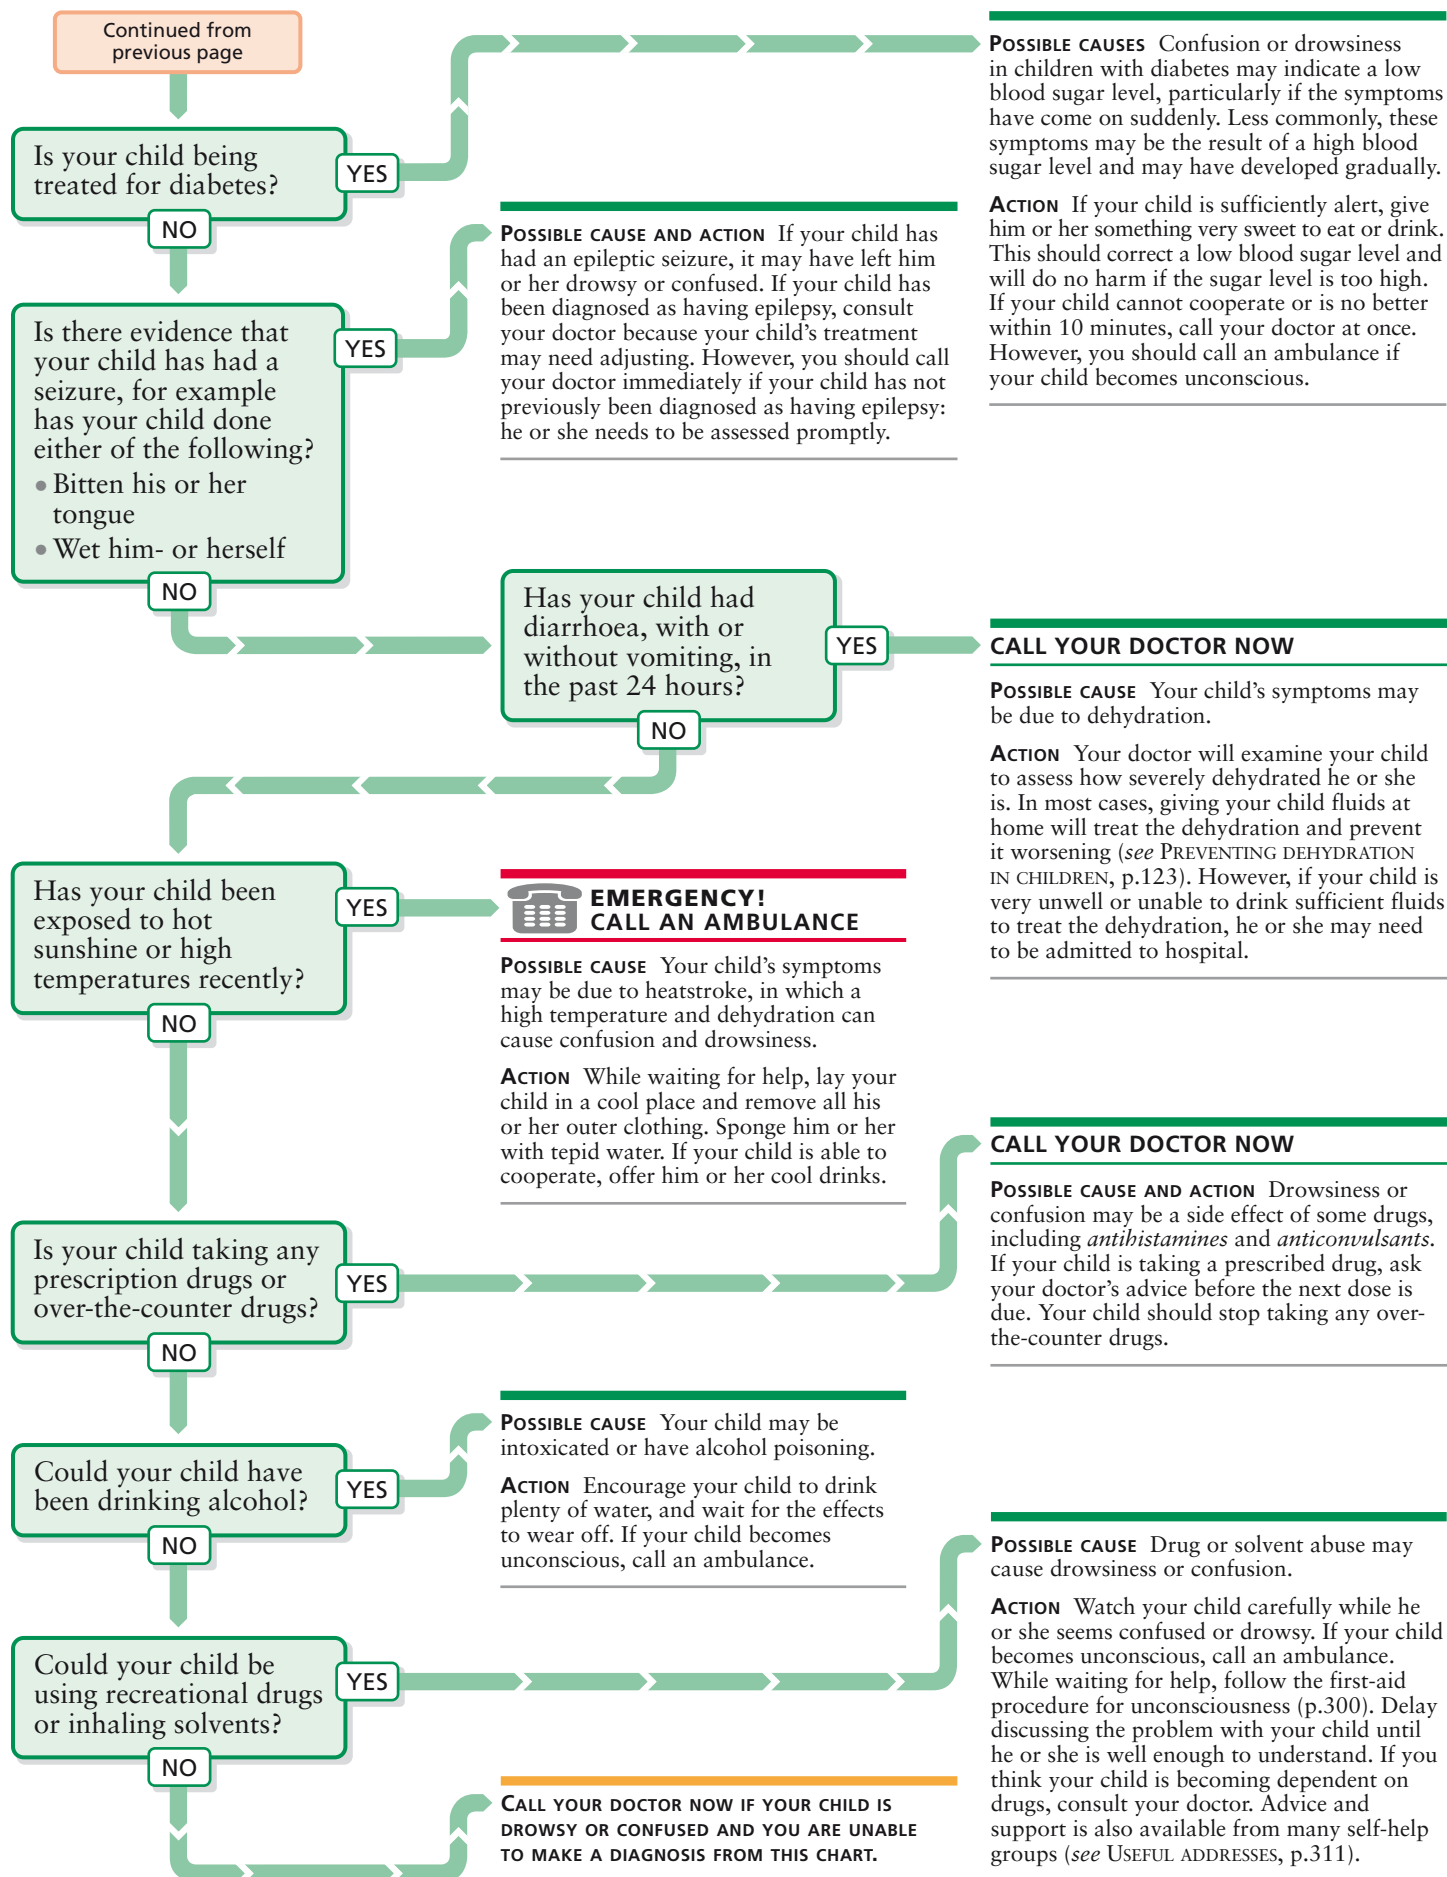 Continued from
previous page
Is your child being
treated for diabetes?
YES
NO
POSSIBLE CAUSES Confusion or drowsiness
in children with diabetes may indicate a low
blood sugar level, particularly if the symptoms
have come on suddenly. Less commonly, these
symptoms may be the result of a high blood
sugar level and may have developed gradually.
ACTION If your child is sufficiently alert, give
him or her something very sweet to eat or drink.
This should correct a low blood sugar level and
will do no harm if the sugar level is too high.
If your child cannot cooperate or is no better
within 10 minutes, call your doctor at once.
However, you should call an ambulance if
your child becomes unconscious.
Is there evidence that
your child has had a
seizure, for example
has your child done
either of the following?
• Bitten his or her
tongue
• Wet him- or herself
YES
NO
POSSIBLE CAUSE AND ACTION If your child has
had an epileptic seizure, it may have left him
or her drowsy or confused. If your child has
been diagnosed as having epilepsy, consult
your doctor because your child's treatment
may need adjusting. However, you should call
your doctor immediately if your child has not
previously been diagnosed as having epilepsy:
he or she needs to be assessed promptly.
Has your child had
diarrhoea, with or
without vomiting, in
the past 24 hours?
YES
NO
CALL YOUR DOCTOR NOW
POSSIBLE CAUSE Your child's symptoms may
be due to dehydration.
ACTION Your doctor will examine your child
to assess how severely dehydrated he or she
is. In most cases, giving your child fluids at
home will treat the dehydration and prevent
it worsening (see PREVENTING DEHYDRATION
IN CHILDREN, p.123). However, if your child is
very unwell or unable to drink sufficient fluids
to treat the dehydration, he or she may need
to be admitted to hospital.
Has your child been
exposed to hot
sunshine or high
temperatures recently?
YES
NO
EMERGENCY!
CALL AN AMBULANCE
POSSIBLE CAUSE Your child's symptoms
may be due to heatstroke, in which a
high temperature and dehydration can
cause confusion and drowsiness.
ACTION While waiting for help, lay your
child in a cool place and remove all his
or her outer clothing. Sponge him or her
with tepid water. If your child is able to
cooperate, offer him or her cool drinks.
Is your child taking any
prescription drugs or
over-the-counter drugs?
YES
NO
CALL YOUR DOCTOR NOW
POSSIBLE CAUSE AND ACTION Drowsiness or
confusion may be a side effect of some drugs,
including antihistamines and anticonvulsants.
If your child is taking a prescribed drug, ask
your doctor's advice before the next dose is
due. Your child should stop taking any over-
the-counter drugs.
Could your child have
been drinking alcohol?
YES
NO
POSSIBLE CAUSE Your child may be
intoxicated or have alcohol poisoning.
ACTION Encourage your child to drink
plenty of water, and wait for the effects
to wear off. If your child becomes
unconscious, call an ambulance.
Could your child be
using recreational drugs
or inhaling solvents?
YES
NO
POSSIBLE CAUSE Drug or solvent abuse may
cause drowsiness or confusion.
ACTION Watch your child carefully while he
or she seems confused or drowsy. If your child
becomes unconscious, call an ambulance.
While waiting for help, follow the first-aid
procedure for unconsciousness (p.300). Delay
discussing the problem with your child until
he or she is well enough to understand. If you
think your child is becoming dependent on
drugs, consult your doctor. Advice and
support is also available from many self-help
groups (see USEFUL ADDRESSES, p.311).
CALL YOUR DOCTOR NOW IF YOUR CHILD IS
DROWSY OR CONFUSED AND YOU ARE UNABLE
TO MAKE A DIAGNOSIS FROM THIS CHART.